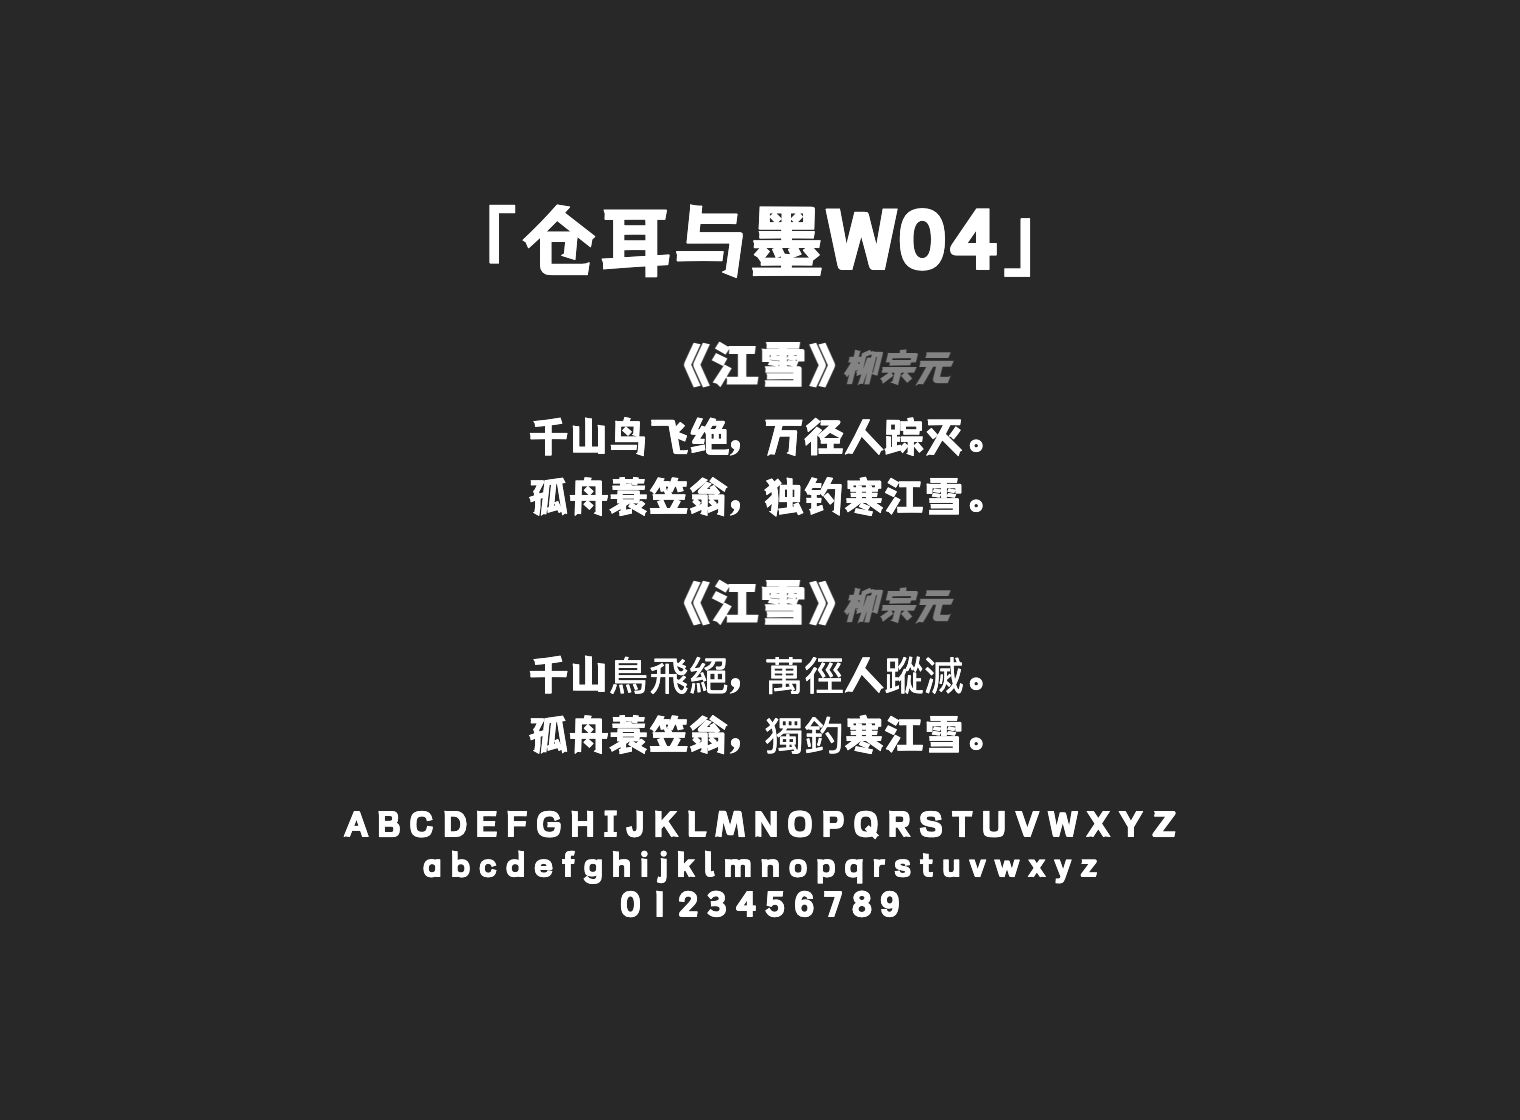 「仓耳与墨W04」
《江雪》柳宗元
千山鸟飞绝，万径人踪灭。
孤舟蓑笠翁，独钓寒江雪。
《江雪》柳宗元
千山鳥飛絕，萬徑人蹤滅。
孤舟蓑笠翁，獨釣寒江雪。
ABCDEFGHIJKLMNOPQRSTUVWXYZ
abcdefghijklmnopqrstuvwxyz
0123456789